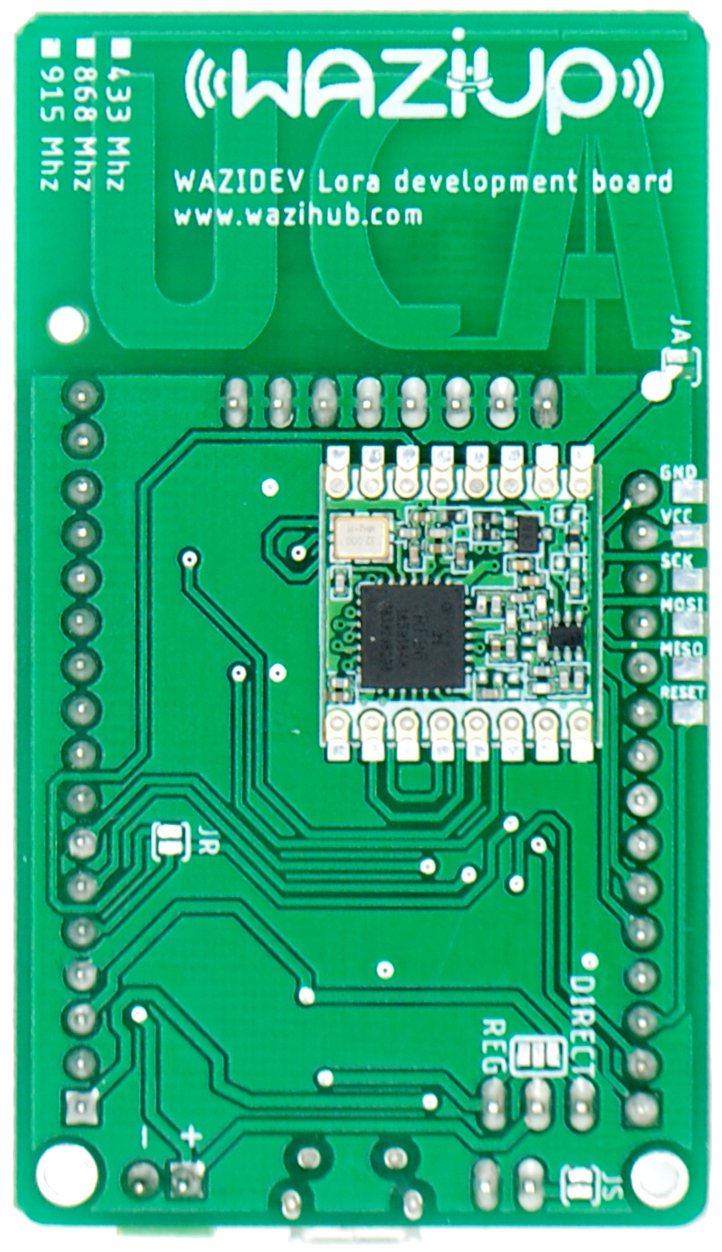 WAZIUP
433 Mhz
868 Mhz
915 Mhz
UCA
WAZIDEV Lora development board
www.wazihub.com
JA
GND
VCC
SCK
MOSI
MISO
RESET
JR
DIRECT
REG
- +
JS